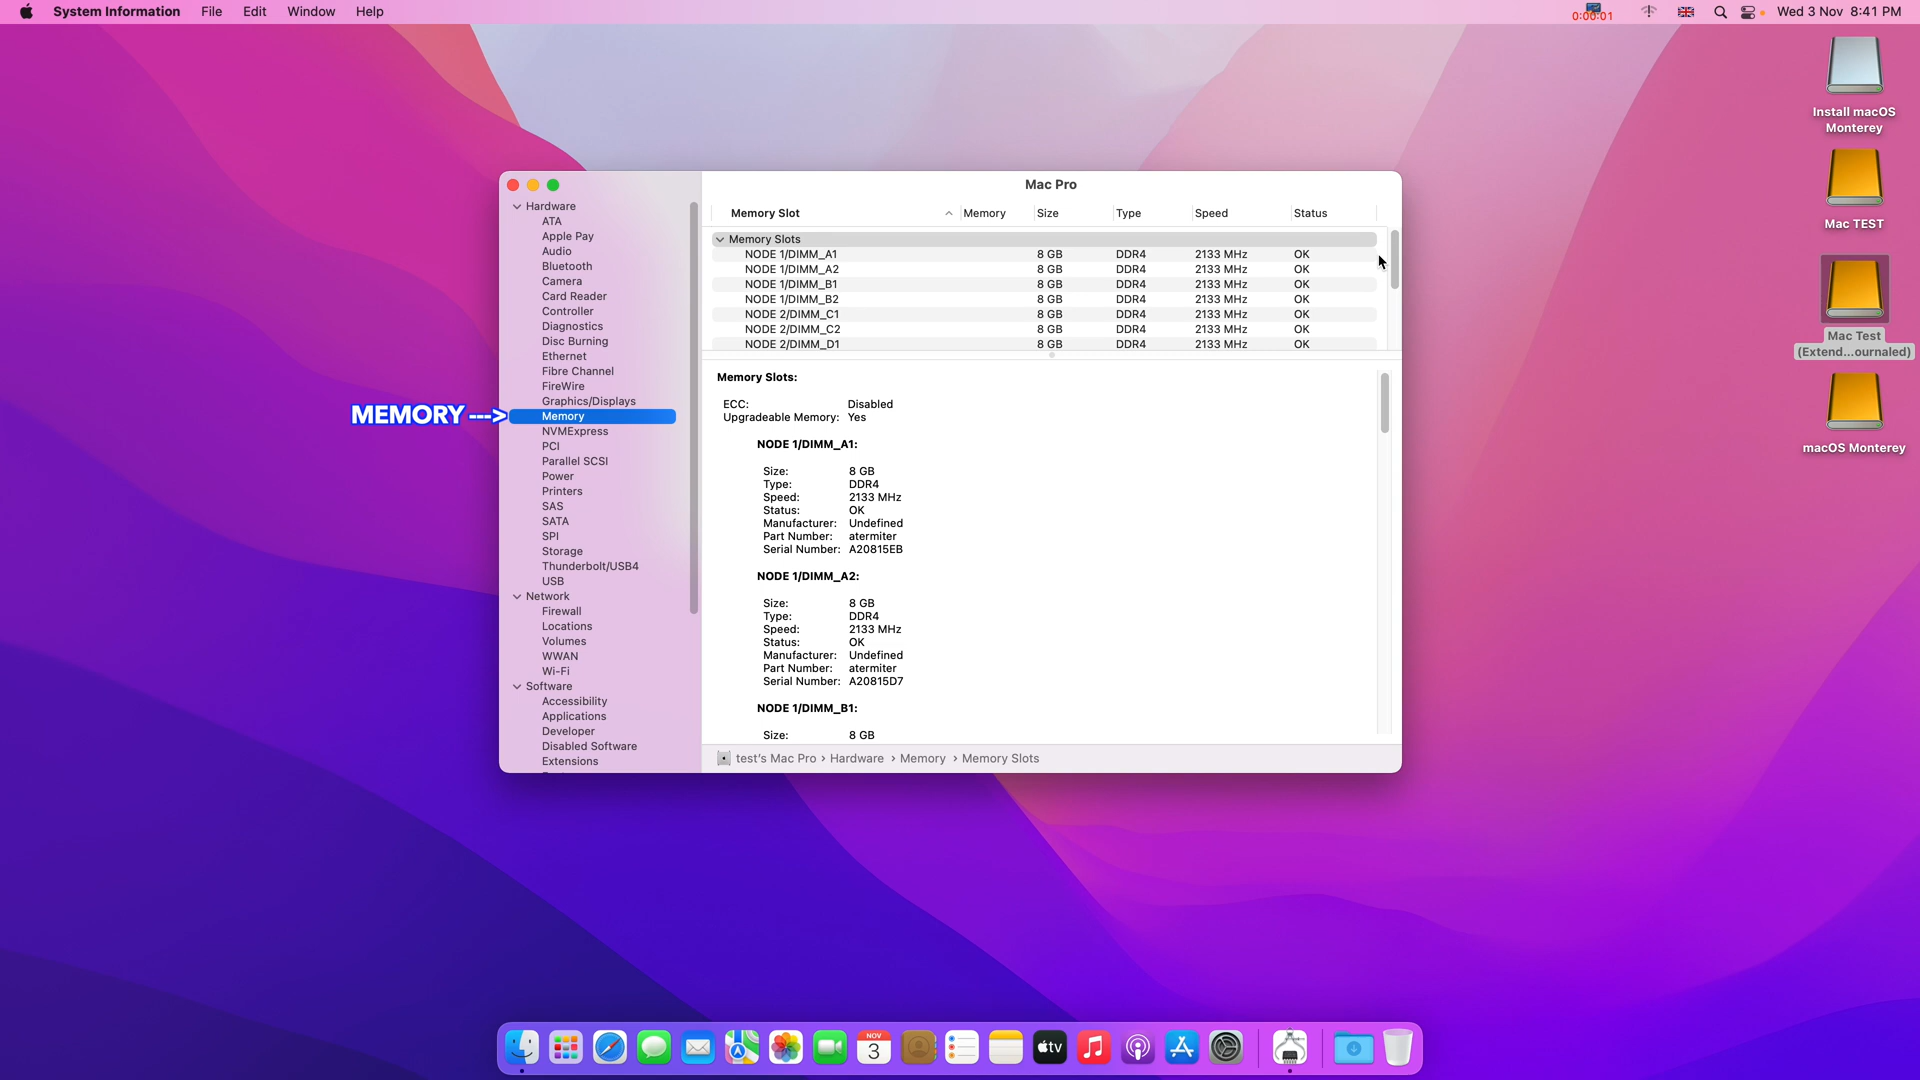 System Information File Edit Window Help
0:00:01
Wed 3 Nov 8:41 PM
Install macOS
Monterey
Mac TEST
Mac Test
(Extend...ournaled)
macOS Monterey
MEMORY --->
Hardware
ATA
Apple Pay
Audio
Bluetooth
Camera
Card Reader
Controller
Diagnostics
Disc Burning
Ethernet
Fibre Channel
FireWire
Graphics/Displays
Memory
NVMExpress
PCI
Parallel SCSI
Power
Printers
SAS
SATA
SPI
Storage
Thunderbolt/USB4
USB
Network
Firewall
Locations
Volumes
WWAN
Wi-Fi
Software
Accessibility
Applications
Developer
Disabled Software
Extensions
Mac Pro
Memory Slot Memory Size Type Speed Status
Memory Slots
NODE 1/DIMM_A1 8 GB DDR4 2133 MHz OK
NODE 1/DIMM_A2 8 GB DDR4 2133 MHz OK
NODE 1/DIMM_B1 8 GB DDR4 2133 MHz OK
NODE 1/DIMM_B2 8 GB DDR4 2133 MHz OK
NODE 2/DIMM_C1 8 GB DDR4 2133 MHz OK
NODE 2/DIMM_C2 8 GB DDR4 2133 MHz OK
NODE 2/DIMM_D1 8 GB DDR4 2133 MHz OK
Memory Slots:
ECC: Disabled
Upgradeable Memory: Yes
NODE 1/DIMM_A1:
Size: 8 GB
Type: DDR4
Speed: 2133 MHz
Status: OK
Manufacturer: Undefined
Part Number: atermiter
Serial Number: A20815EB
NODE 1/DIMM_A2:
Size: 8 GB
Type: DDR4
Speed: 2133 MHz
Status: OK
Manufacturer: Undefined
Part Number: atermiter
Serial Number: A20815D7
NODE 1/DIMM_B1:
Size: 8 GB
test's Mac Pro › Hardware › Memory › Memory Slots
NOV
3
tv